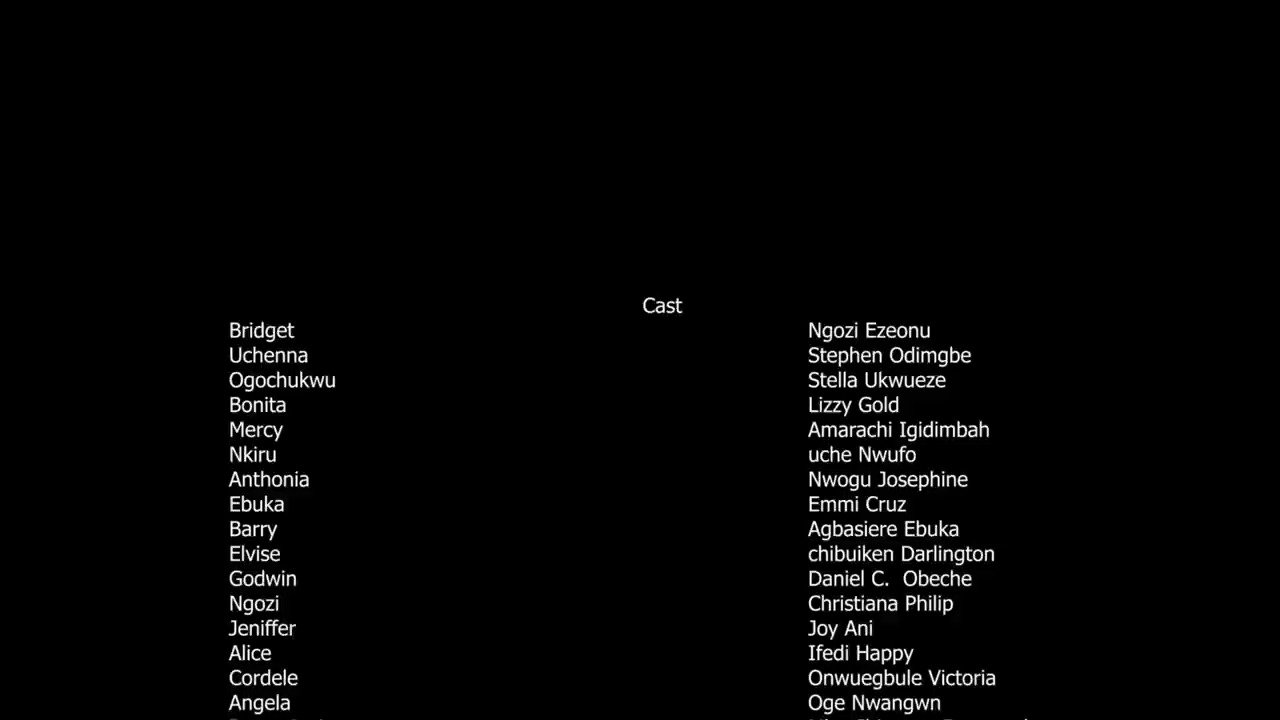 Cast
Bridget Ngozi Ezeonu
Uchenna Stephen Odimgbe
Ogochukwu Stella Ukwueze
Bonita Lizzy Gold
Mercy Amarachi Igidimbah
Nkiru uche Nwufo
Anthonia Nwogu Josephine
Ebuka Emmi Cruz
Barry Agbasiere Ebuka
Elvise chibuiken Darlington
Godwin Daniel C.  Obeche
Ngozi Christiana Philip
Jeniffer Joy Ani
Alice Ifedi Happy
Cordele Onwuegbule Victoria
Angela Oge Nwangwn